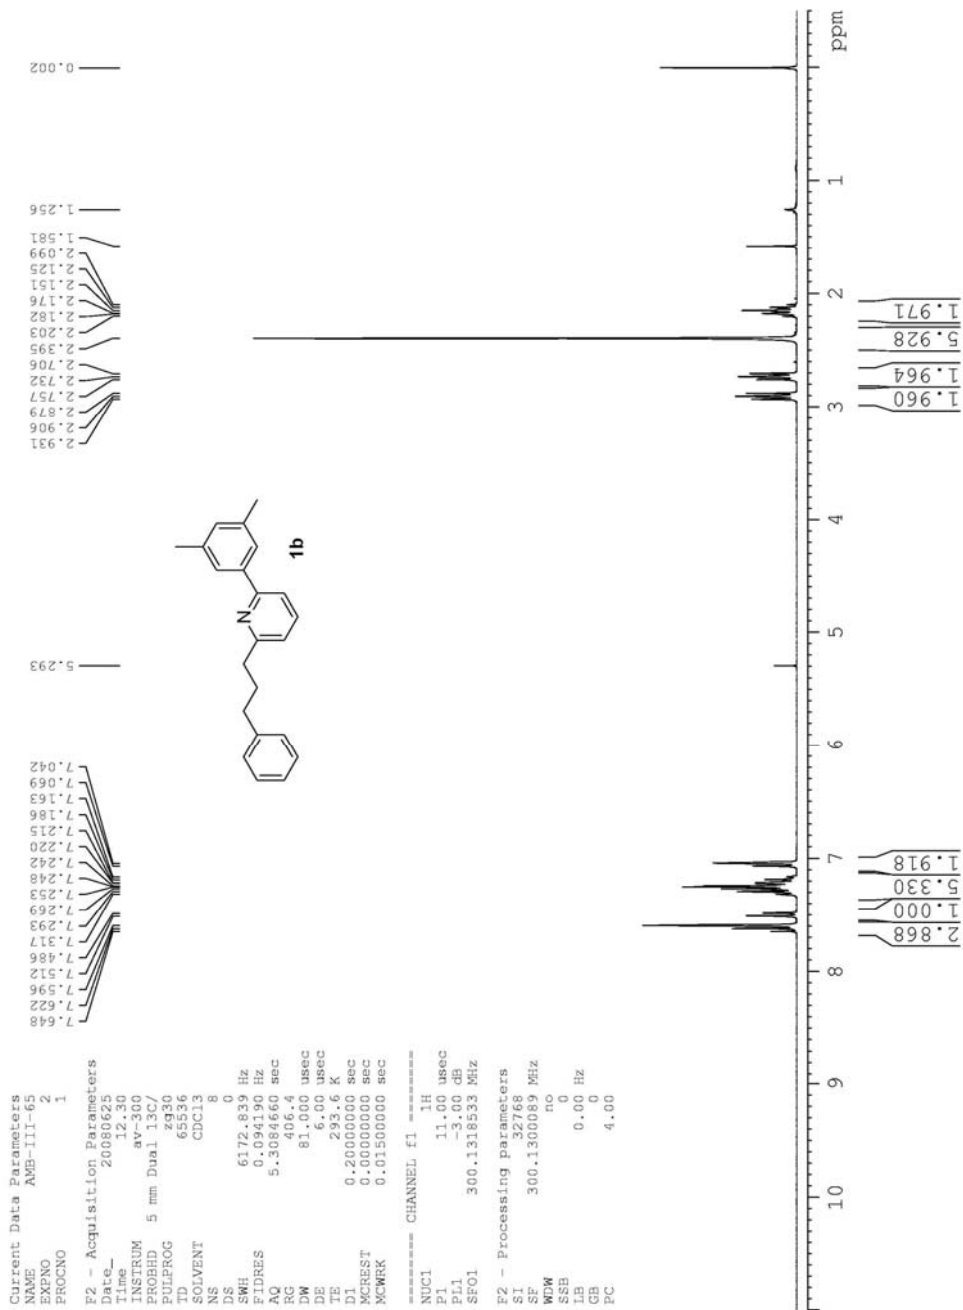 Current Data Parameters
NAME AMB-III-65
EXPNO 2
PROCNO 1
F2 - Acquisition Parameters
Date_ 20080625
Time 12.30
INSTRUM av-300
PROBHD 5 mm Dual 13C/
PULPROG zg30
TD 65536
SOLVENT CDCl3
NS 8
DS 0
SWH 6172.839 Hz
FIDRES 0.094190 Hz
AQ 5.3084660 sec
RG 406.4
DW 81.000 usec
DE 6.00 usec
TE 293.6 K
D1 0.20000000 sec
MCREST 0.00000000 sec
MCWRK 0.01500000 sec
======== CHANNEL f1 ========
NUC1 1H
P1 11.00 usec
PL1 -3.00 dB
SFO1 300.1318533 MHz
F2 - Processing parameters
SI 32768
SF 300.1300089 MHz
WDW no
SSB 0
LB 0.00 Hz
GB 0
PC 4.00
7.648
7.622
7.596
7.512
7.486
7.317
7.293
7.269
7.253
7.248
7.242
7.220
7.215
7.186
7.163
7.069
7.042
5.293
2.931
2.906
2.879
2.757
2.732
2.706
2.395
2.203
2.182
2.176
2.151
2.125
2.099
1.581
1.256
0.002
N
1b
10 9 8 7 6 5 4 3 2 1 ppm
2.868
1.000
5.330
1.918
1.960
1.964
5.928
1.971